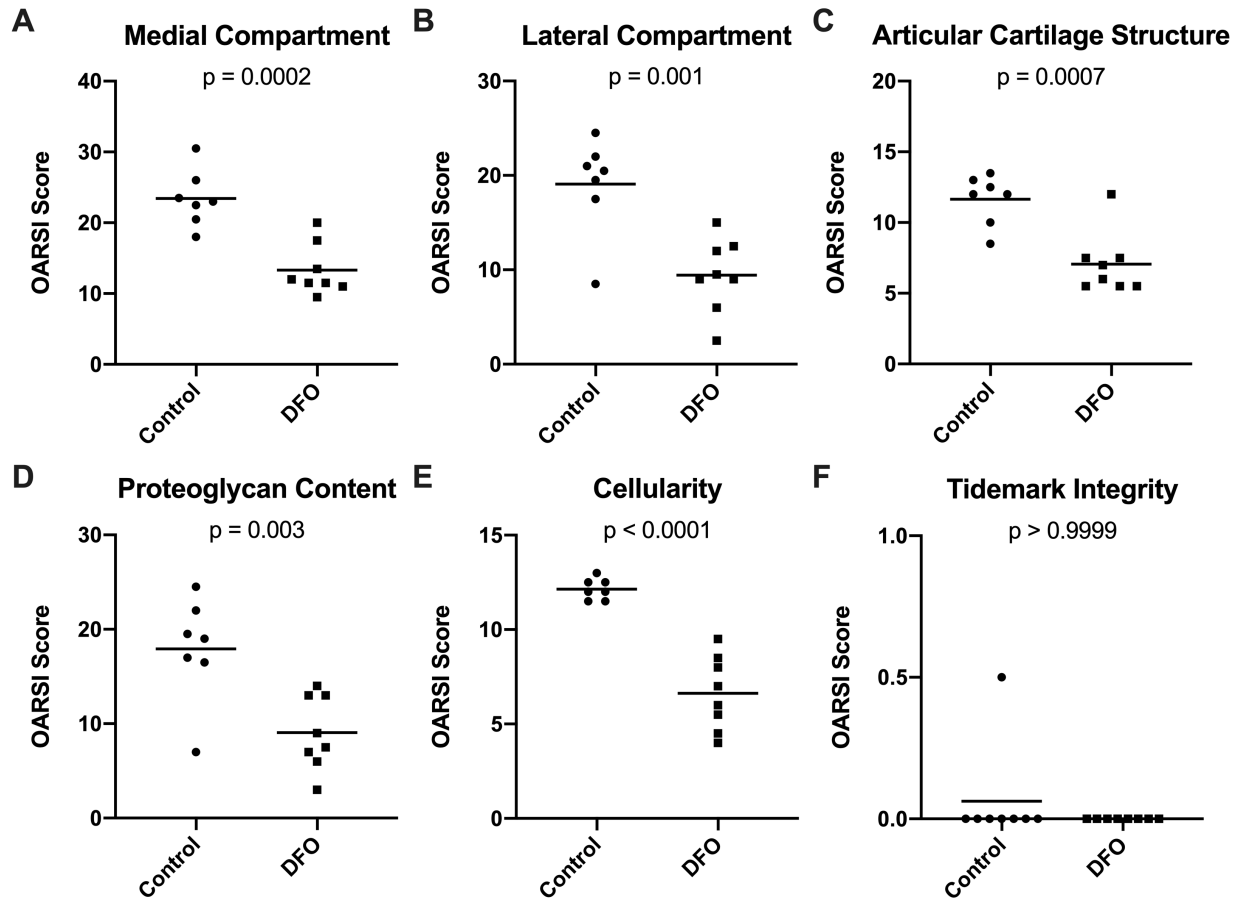 A
Medial Compartment
p = 0.0002
OARSI Score
40
30
20
10
0
Control
DFO
B
Lateral Compartment
p = 0.001
OARSI Score
30
20
10
0
Control
DFO
C
Articular Cartilage Structure
p = 0.0007
OARSI Score
20
15
10
5
0
Control
DFO
D
Proteoglycan Content
p = 0.003
OARSI Score
30
20
10
0
Control
DFO
E
Cellularity
p < 0.0001
OARSI Score
15
10
5
0
Control
DFO
F
Tidemark Integrity
p > 0.9999
OARSI Score
1.0
0.5
0.0
Control
DFO